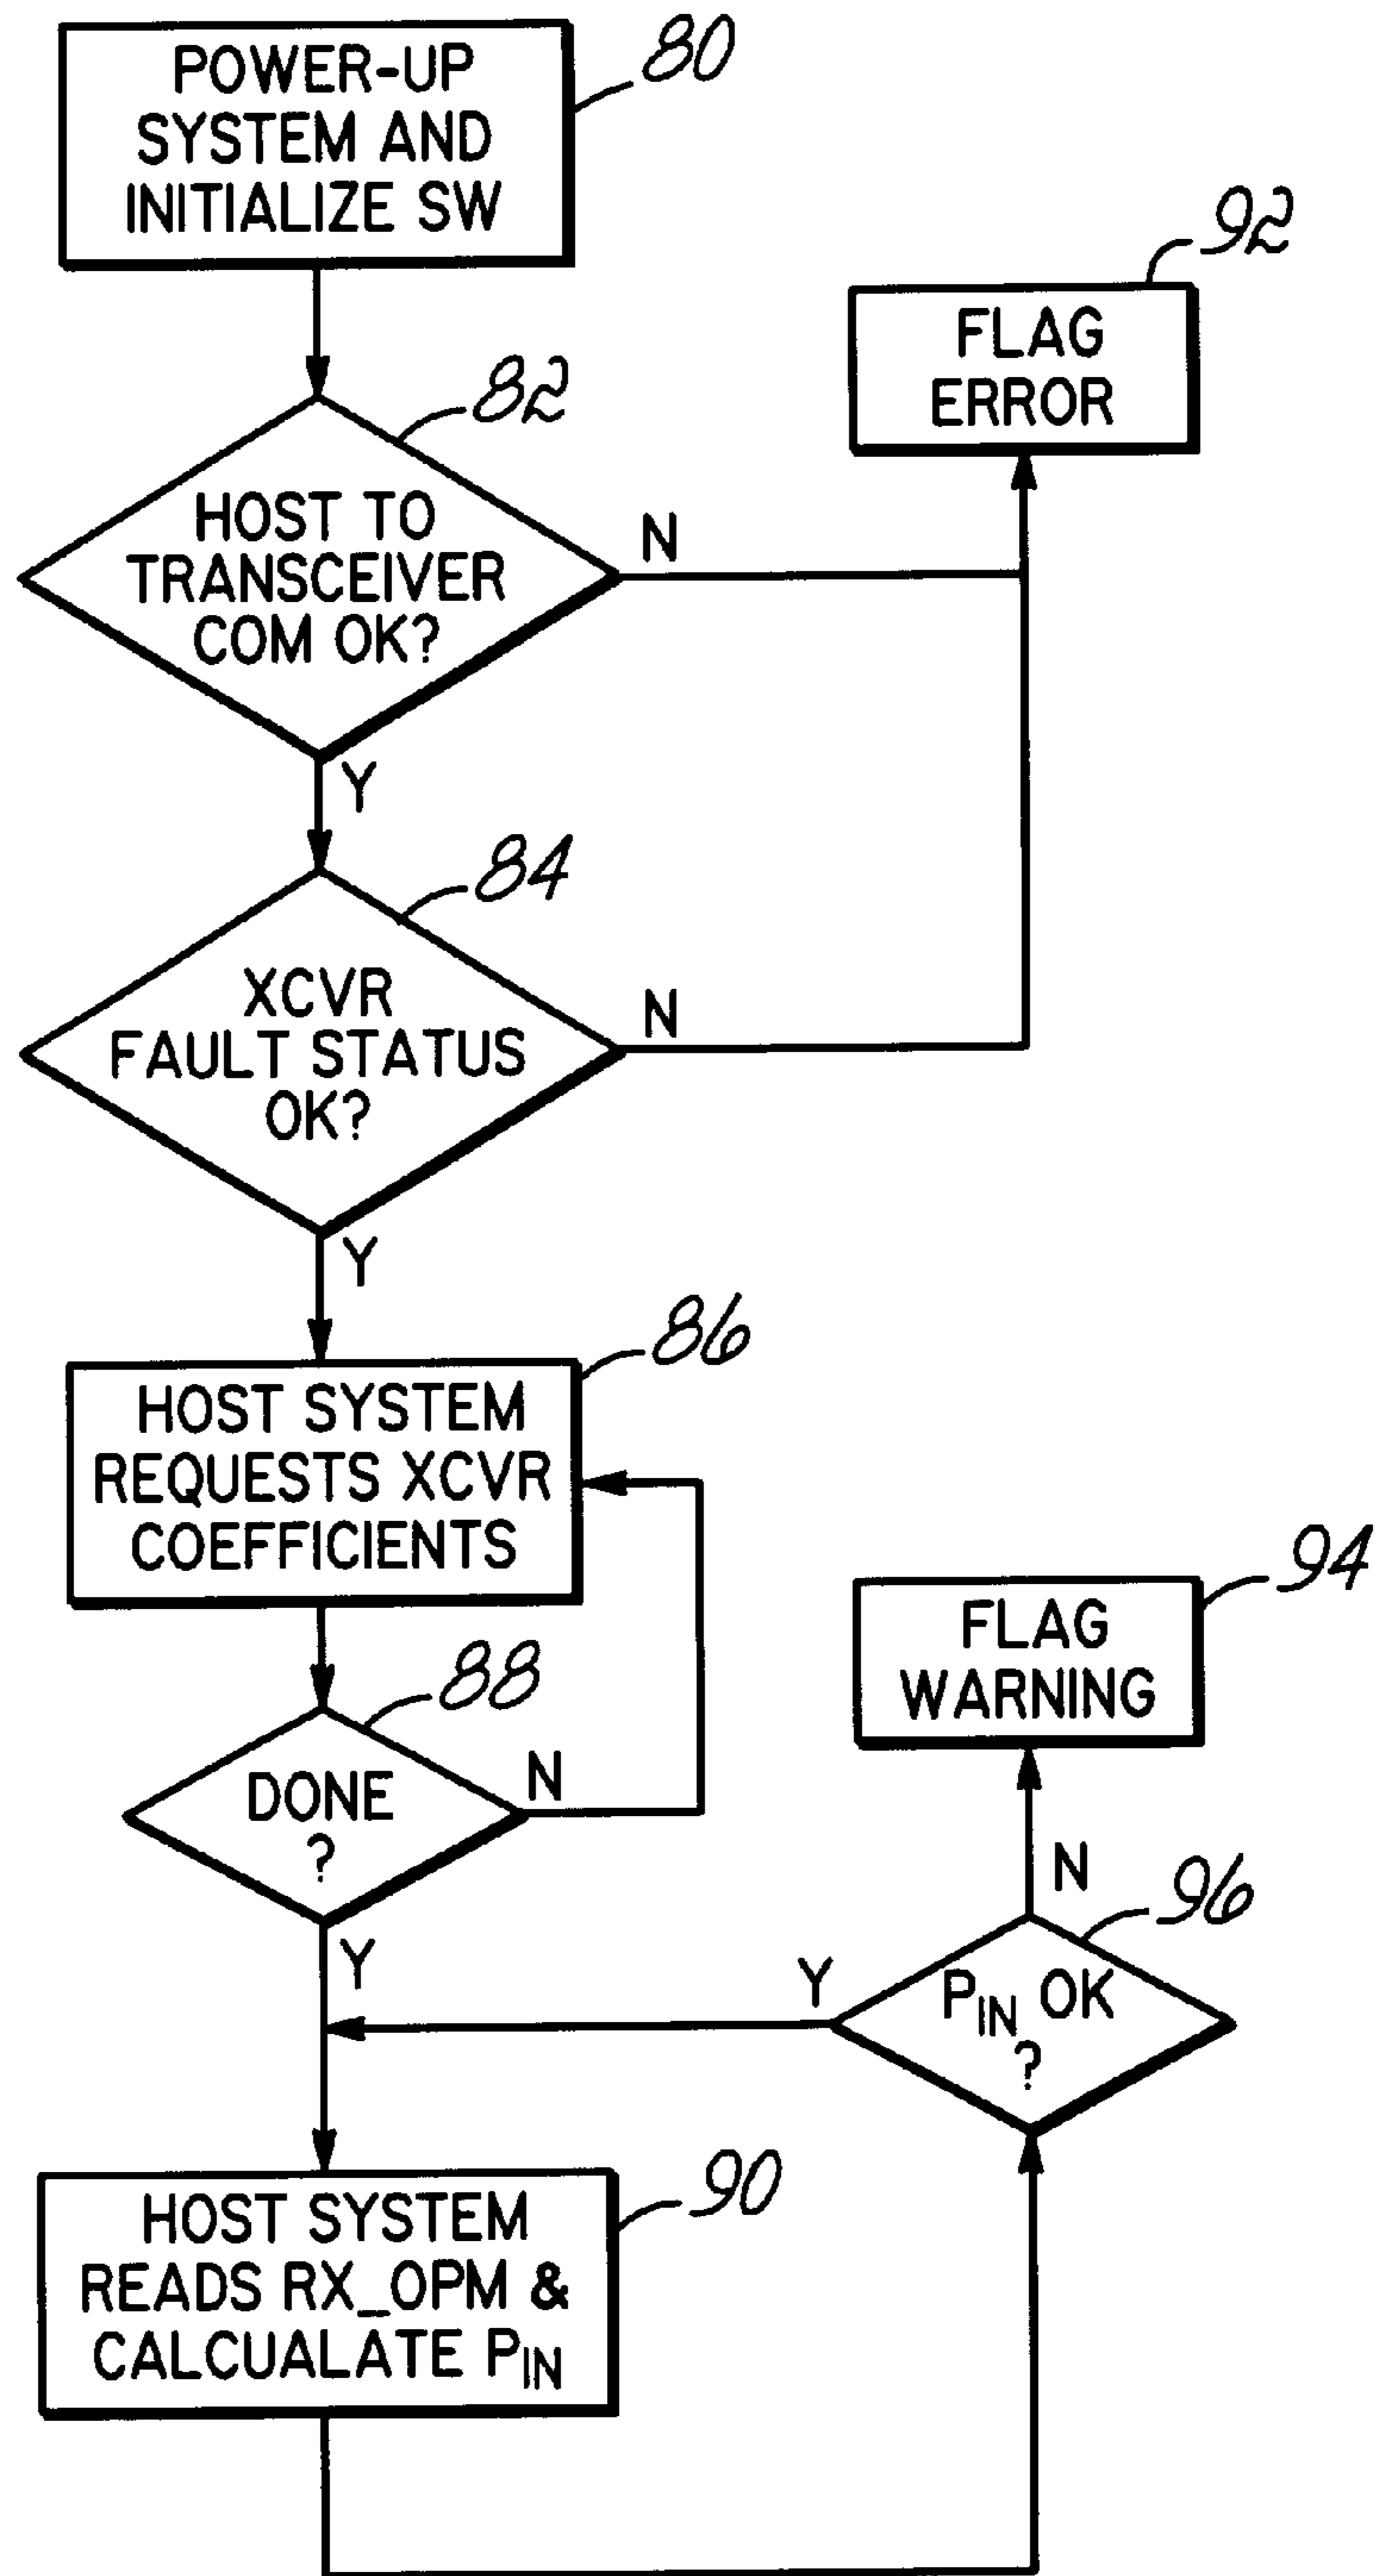 80
POWER-UP
SYSTEM AND
INITIALIZE SW
92
FLAG
ERROR
82
HOST TO
TRANSCEIVER
COM OK?
N
Y
84
XCVR
FAULT STATUS
OK?
N
Y
86
HOST SYSTEM
REQUESTS XCVR
COEFFICIENTS
94
FLAG
WARNING
88
DONE
?
N
Y
96
N
Y
PIN OK
?
90
HOST SYSTEM
READS RX_OPM &
CALCUALATE PIN